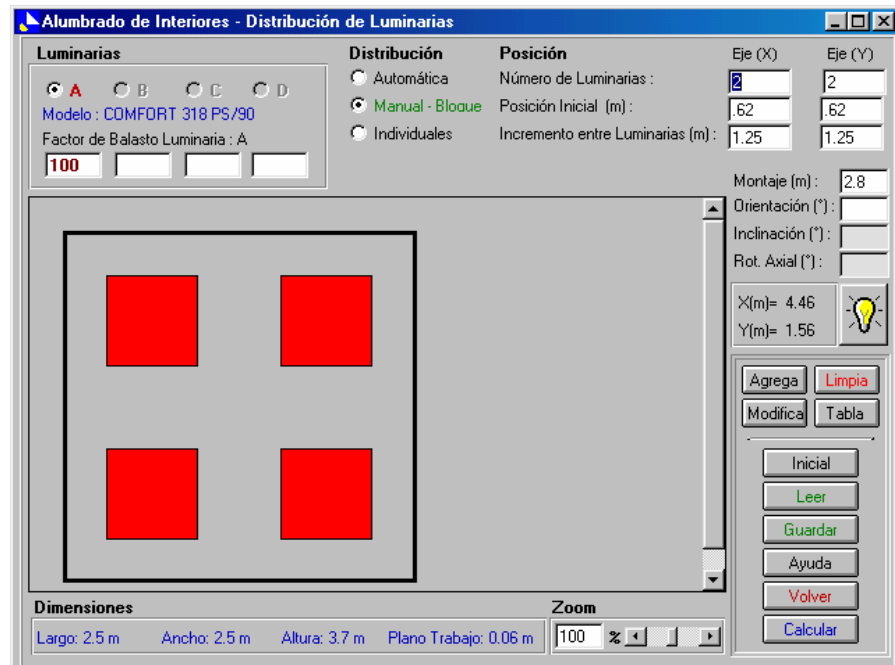 Alumbrado de Interiores - Distribución de Luminarias
Luminarias
A B C D
Modelo : COMFORT 318 PS/90
Factor de Balasto Luminaria : A
100
Distribución
Automática
Manual - Bloque
Individuales
Posición Eje (X) Eje (Y)
Número de Luminarias : 2 2
Posición Inicial (m) : .62 .62
Incremento entre Luminarias (m) : 1.25 1.25
Montaje (m) : 2.8
Orientación (°) :
Inclinación (°) :
Rot. Axial (°) :
X(m)= 4.46
Y(m)= 1.56
Agrega Limpia
Modifica Tabla
Inicial
Leer
Guardar
Ayuda
Volver
Calcular
Dimensiones
Largo: 2.5 m Ancho: 2.5 m Altura: 3.7 m Plano Trabajo: 0.06 m
Zoom
100 %